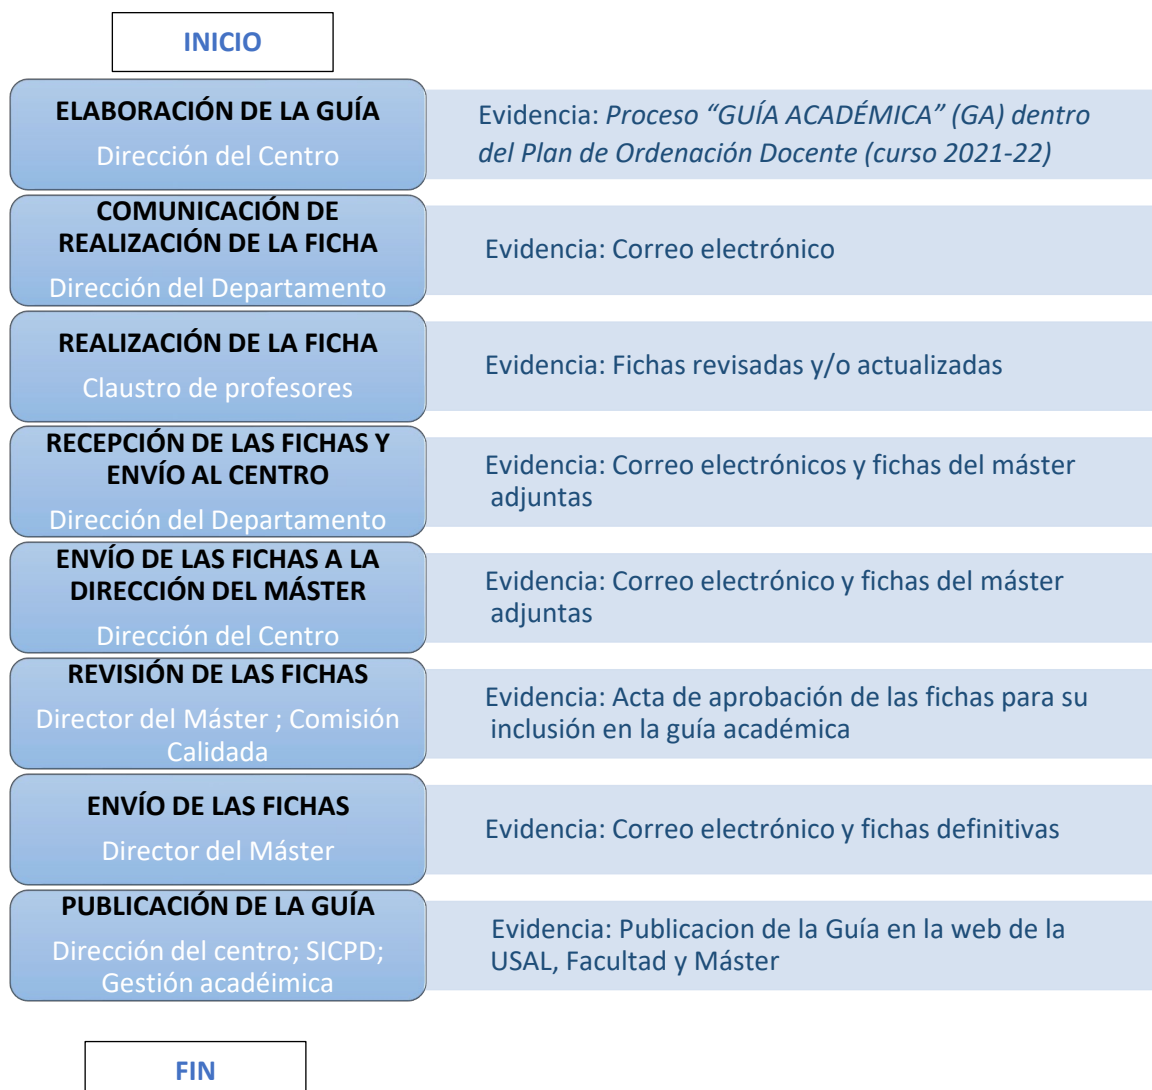 INICIO
ELABORACIÓN DE LA GUÍA
Dirección del Centro
Evidencia: Proceso “GUÍA ACADÉMICA” (GA) dentro
del Plan de Ordenación Docente (curso 2021-22)
COMUNICACIÓN DE
REALIZACIÓN DE LA FICHA
Dirección del Departamento
Evidencia: Correo electrónico
REALIZACIÓN DE LA FICHA
Claustro de profesores
Evidencia: Fichas revisadas y/o actualizadas
RECEPCIÓN DE LAS FICHAS Y
ENVÍO AL CENTRO
Dirección del Departamento
Evidencia: Correo electrónicos y fichas del máster
adjuntas
ENVÍO DE LAS FICHAS A LA
DIRECCIÓN DEL MÁSTER
Dirección del Centro
Evidencia: Correo electrónico y fichas del máster
adjuntas
REVISIÓN DE LAS FICHAS
Director del Máster ; Comisión
Calidada
Evidencia: Acta de aprobación de las fichas para su
inclusión en la guía académica
ENVÍO DE LAS FICHAS
Director del Máster
Evidencia: Correo electrónico y fichas definitivas
PUBLICACIÓN DE LA GUÍA
Dirección del centro; SICPD;
Gestión acadéimica
Evidencia: Publicacion de la Guía en la web de la
USAL, Facultad y Máster
FIN